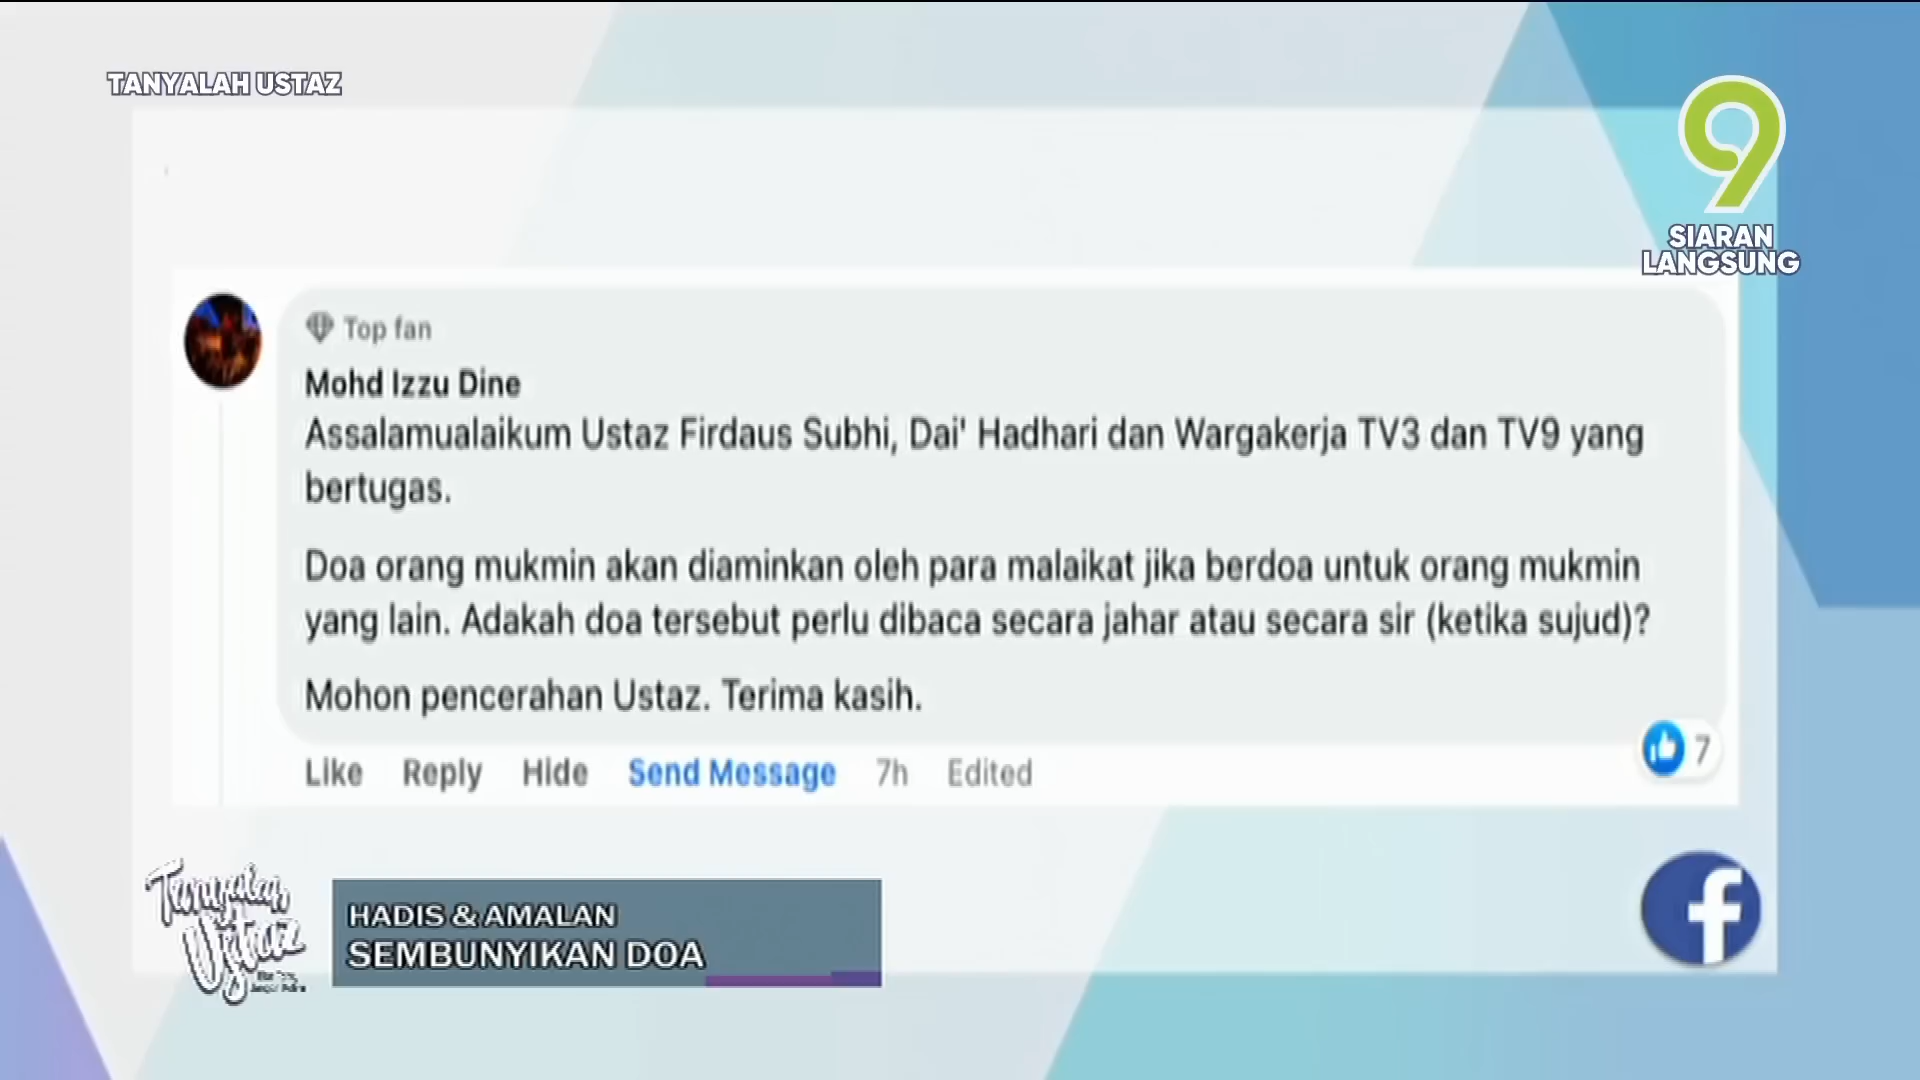 TANYALAH USTAZ
9
SIARAN
LANGSUNG
Top fan
Mohd Izzu Dine
Assalamualaikum Ustaz Firdaus Subhi, Dai' Hadhari dan Wargakerja TV3 dan TV9 yang
bertugas.
Doa orang mukmin akan diaminkan oleh para malaikat jika berdoa untuk orang mukmin
yang lain. Adakah doa tersebut perlu dibaca secara jahar atau secara sir (ketika sujud)?
Mohon pencerahan Ustaz. Terima kasih.
7
Like Reply Hide Send Message 7h Edited
Tanyalah
Ustaz
HADIS & AMALAN
SEMBUNYIKAN DOA
f